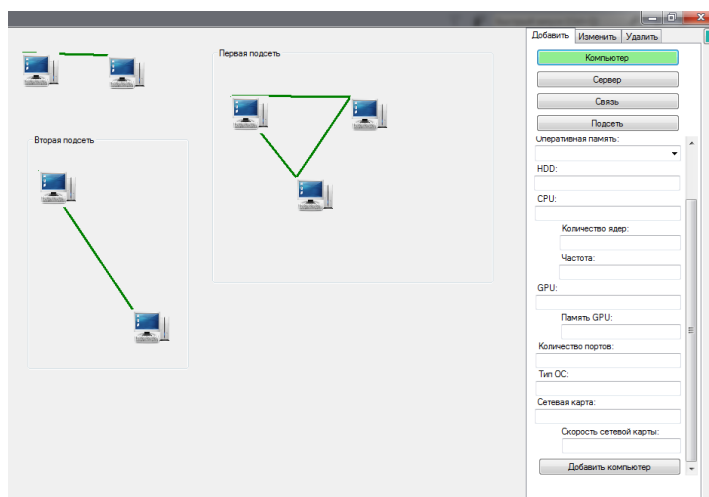 Добавить Изменить Удалить
Компьютер
Сервер
Связь
Подсеть
Первая подсеть
Вторая подсеть
Оперативная память:
HDD:
CPU:
Количество ядер:
Частота:
GPU:
Память GPU:
Количество портов:
Тип ОС:
Сетевая карта:
Скорость сетевой карты:
Добавить компьютер